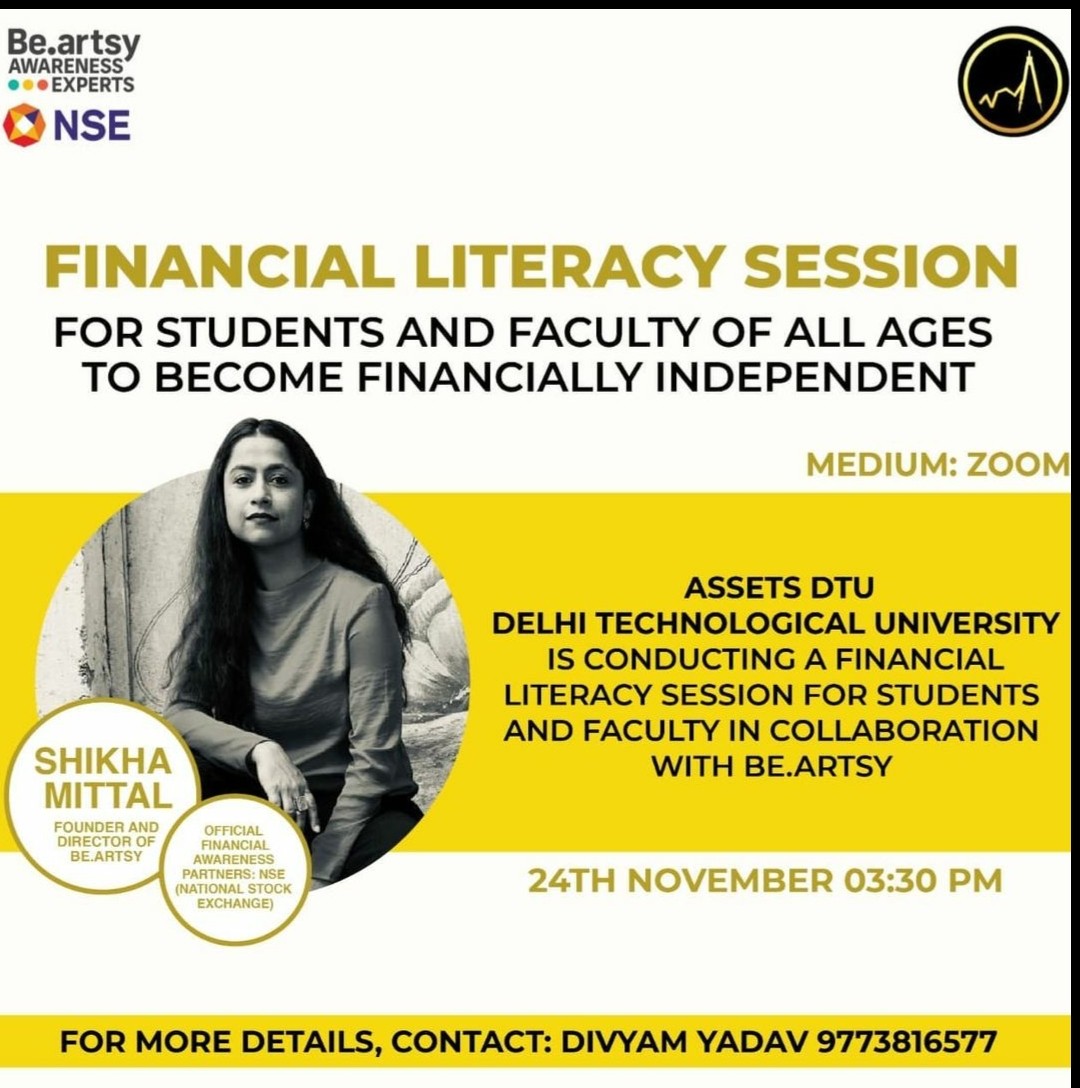 Be.artsy
AWARENESS
EXPERTS
NSE
FINANCIAL LITERACY SESSION
FOR STUDENTS AND FACULTY OF ALL AGES
TO BECOME FINANCIALLY INDEPENDENT
MEDIUM: ZOOM
ASSETS DTU
DELHI TECHNOLOGICAL UNIVERSITY
IS CONDUCTING A FINANCIAL
LITERACY SESSION FOR STUDENTS
AND FACULTY IN COLLABORATION
WITH BE.ARTSY
SHIKHA
MITTAL
FOUNDER AND
DIRECTOR OF
BE.ARTSY
OFFICIAL
FINANCIAL
AWARENESS
PARTNERS: NSE
(NATIONAL STOCK
EXCHANGE)
24TH NOVEMBER 03:30 PM
FOR MORE DETAILS, CONTACT: DIVYAM YADAV 9773816577